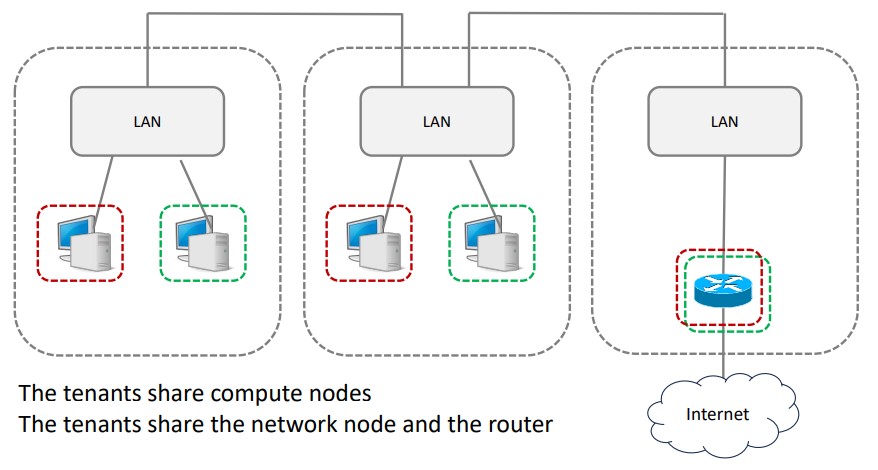 LAN
LAN
LAN
The tenants share compute nodes
The tenants share the network node and the router
Internet